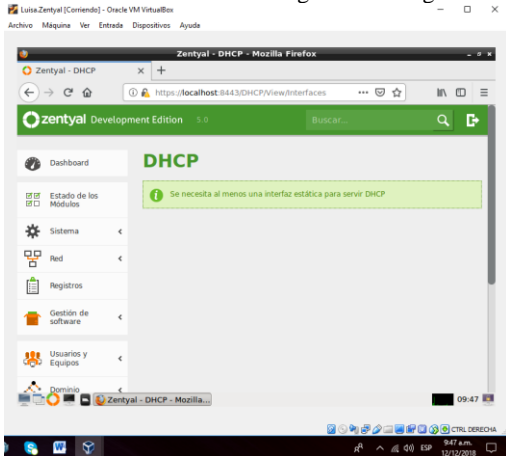 Luisa.Zentyal [Corriendo] - Oracle VM VirtualBox
Archivo Máquina Ver Entrada Dispositivos Ayuda
Zentyal - DHCP - Mozilla Firefox
Zentyal - DHCP
https://localhost:8443/DHCP/View/Interfaces
zentyal Development Edition 5.0
Buscar...
Dashboard
DHCP
Se necesita al menos una interfaz estática para servir DHCP
Estado de los
Módulos
Sistema
Red
Registros
Gestión de
software
Usuarios y
Equipos
Dominio
Zentyal - DHCP - Mozilla...
09:47
CTRL DERECHA
ESP
9:47 a.m.
12/12/2018